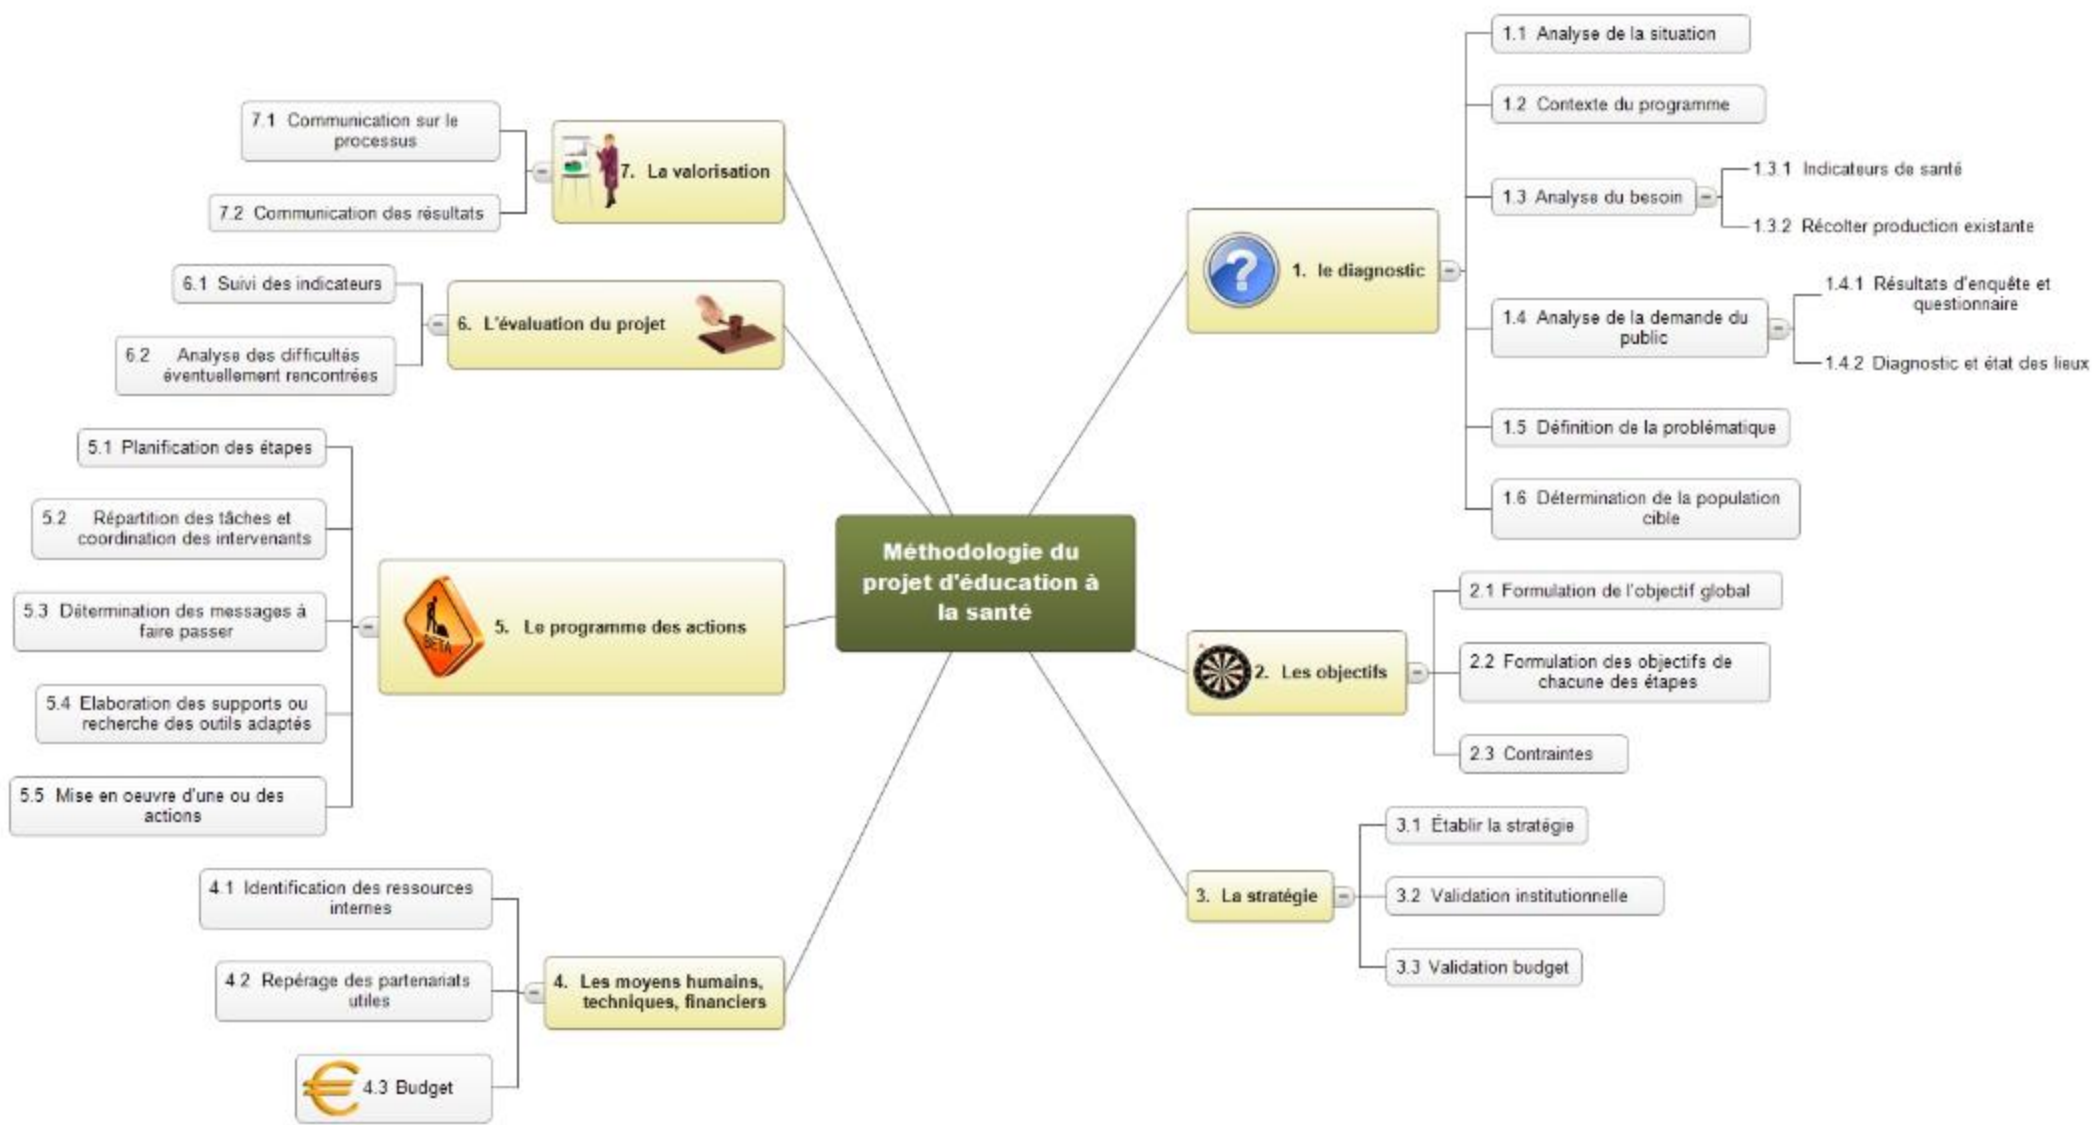 Méthodologie du
projet d'éducation à
la santé
1. le diagnostic
1.1 Analyse de la situation
1.2 Contexte du programme
1.3 Analyse du besoin
1.3.1 Indicateurs de santé
1.3.2 Récolter production existante
1.4 Analyse de la demande du
public
1.4.1 Résultats d'enquête et
questionnaire
1.4.2 Diagnostic et état des lieux
1.5 Définition de la problématique
1.6 Détermination de la population
cible
2. Les objectifs
2.1 Formulation de l'objectif global
2.2 Formulation des objectifs de
chacune des étapes
2.3 Contraintes
3. La stratégie
3.1 Établir la stratégie
3.2 Validation institutionnelle
3.3 Validation budget
4. Les moyens humains,
techniques, financiers
4.1 Identification des ressources
internes
4.2 Repérage des partenariats
utiles
4.3 Budget
5. Le programme des actions
BETA
5.1 Planification des étapes
5.2 Répartition des tâches et
coordination des intervenants
5.3 Détermination des messages à
faire passer
5.4 Elaboration des supports ou
recherche des outils adaptés
5.5 Mise en oeuvre d'une ou des
actions
6. L'évaluation du projet
6.1 Suivi des indicateurs
6.2 Analyse des difficultés
éventuellement rencontrées
7. La valorisation
7.1 Communication sur le
processus
7.2 Communication des résultats